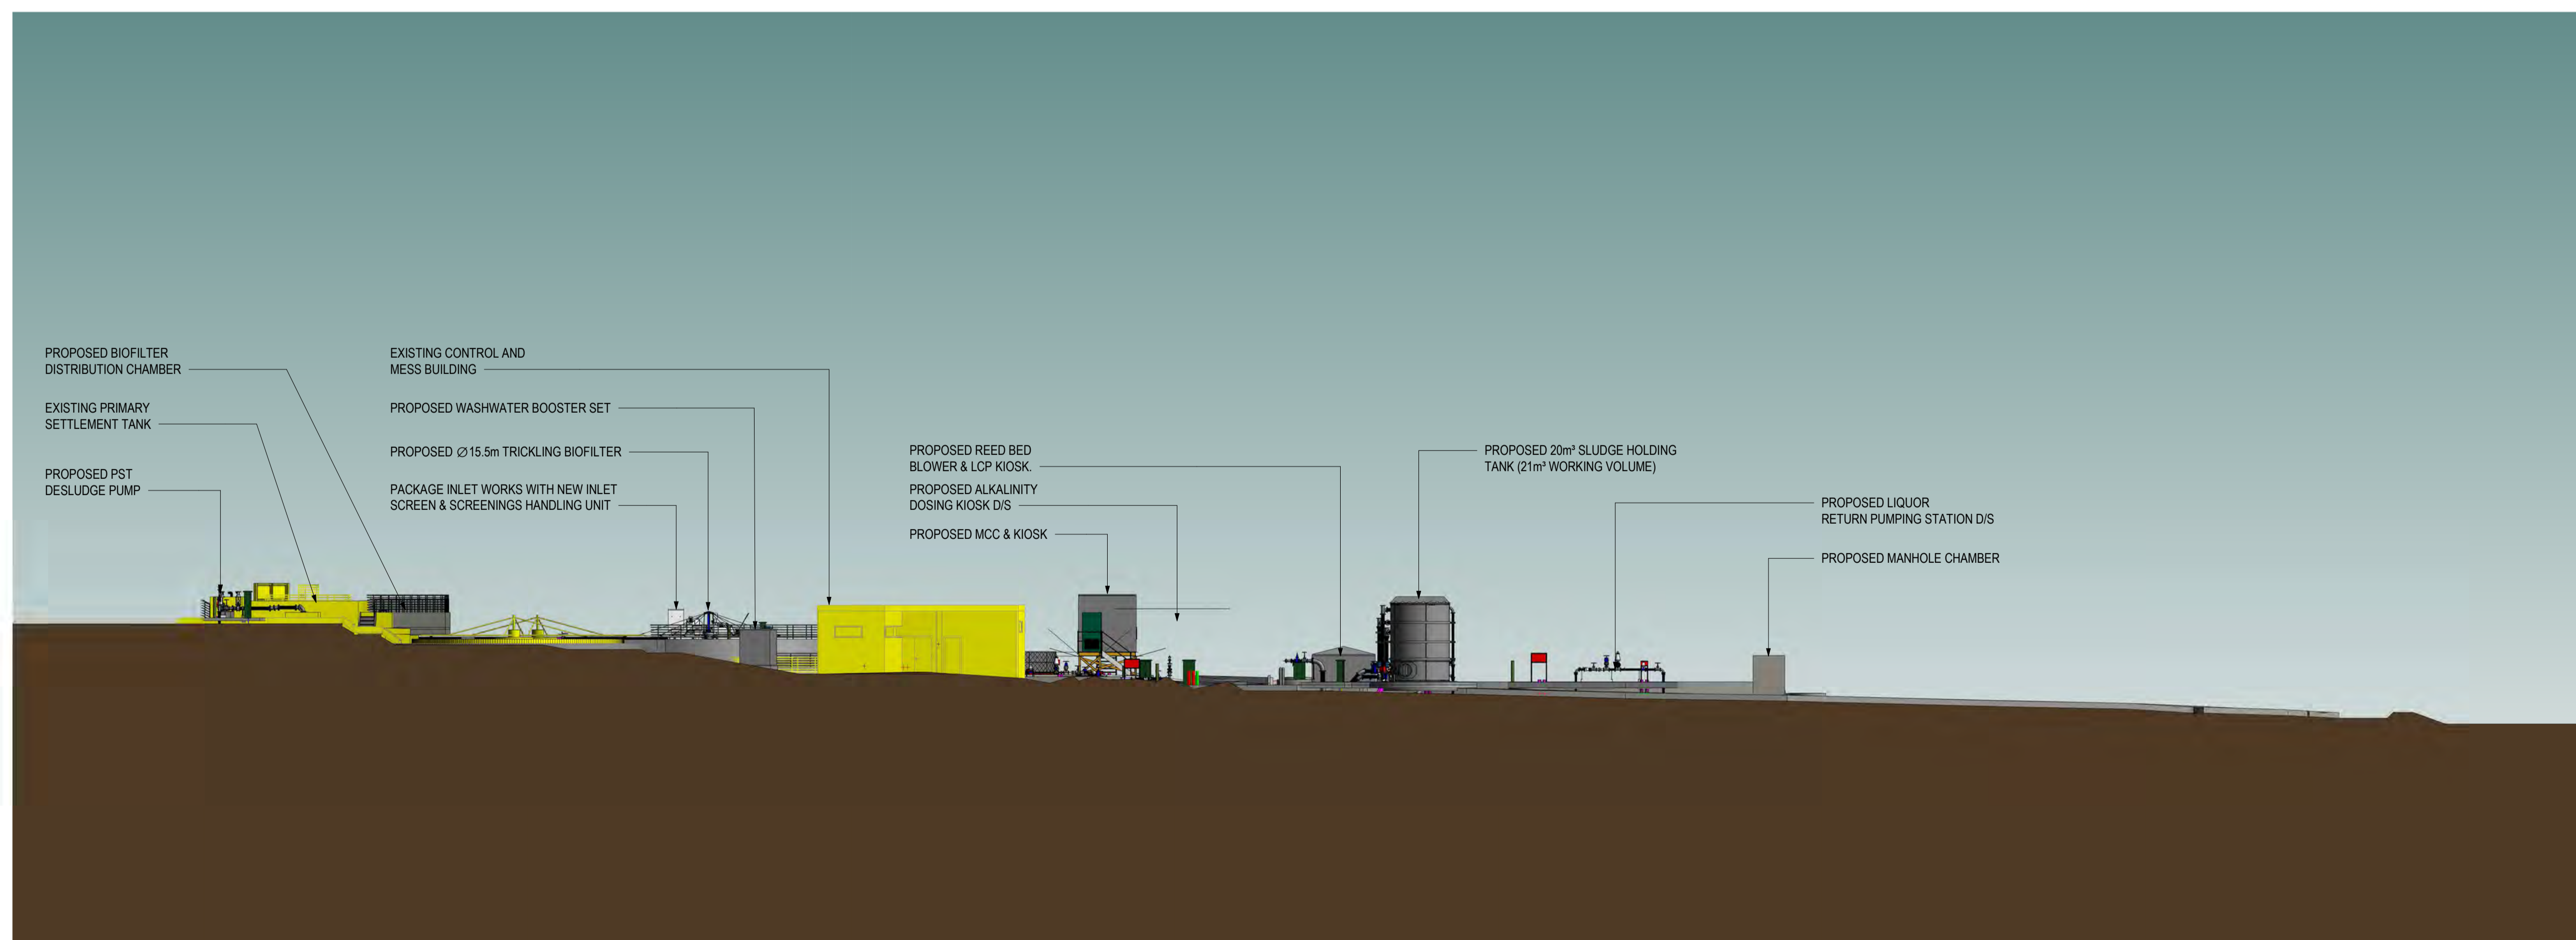 PROPOSED BIOFILTER
DISTRIBUTION CHAMBER
EXISTING PRIMARY
SETTLEMENT TANK
PROPOSED PST
DESLUDGE PUMP
EXISTING CONTROL AND
MESS BUILDING
PROPOSED WASHWATER BOOSTER SET
PROPOSED ∅15.5m TRICKLING BIOFILTER
PACKAGE INLET WORKS WITH NEW INLET
SCREEN & SCREENINGS HANDLING UNIT
PROPOSED REED BED
BLOWER & LCP KIOSK.
PROPOSED ALKALINITY
DOSING KIOSK D/S
PROPOSED MCC & KIOSK
PROPOSED 20m³ SLUDGE HOLDING
TANK (21m³ WORKING VOLUME)
PROPOSED LIQUOR
RETURN PUMPING STATION D/S
PROPOSED MANHOLE CHAMBER